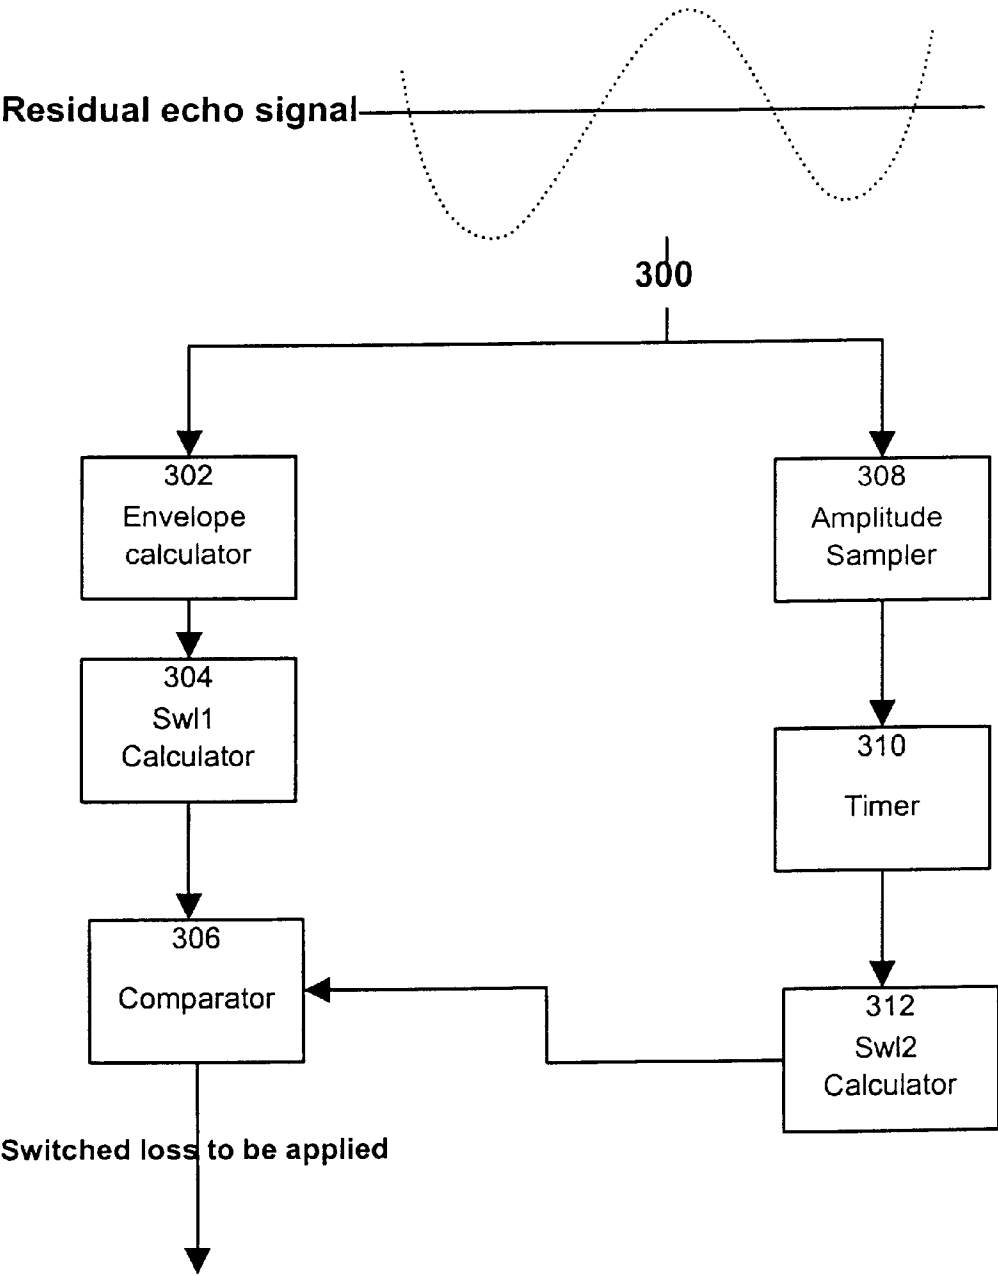 Residual echo signal
300
302
Envelope
calculator
304
Swl1
Calculator
306
Comparator
308
Amplitude
Sampler
310
Timer
312
Swl2
Calculator
Switched loss to be applied